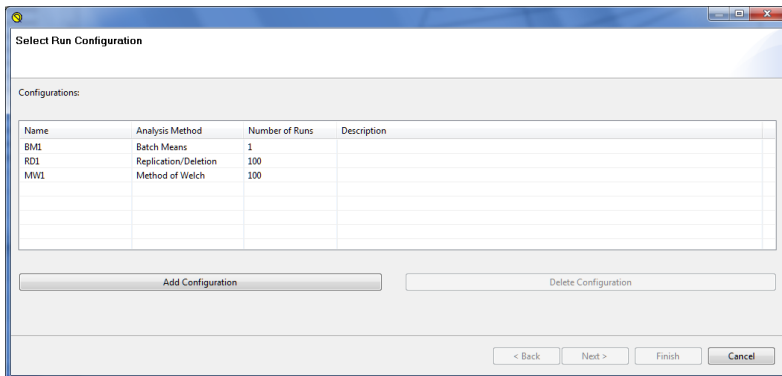 Select Run Configuration
Configurations:
Name Analysis Method Number of Runs Description
BM1 Batch Means 1
RD1 Replication/Deletion 100
MW1 Method of Welch 100
Add Configuration Delete Configuration
< Back Next > Finish Cancel